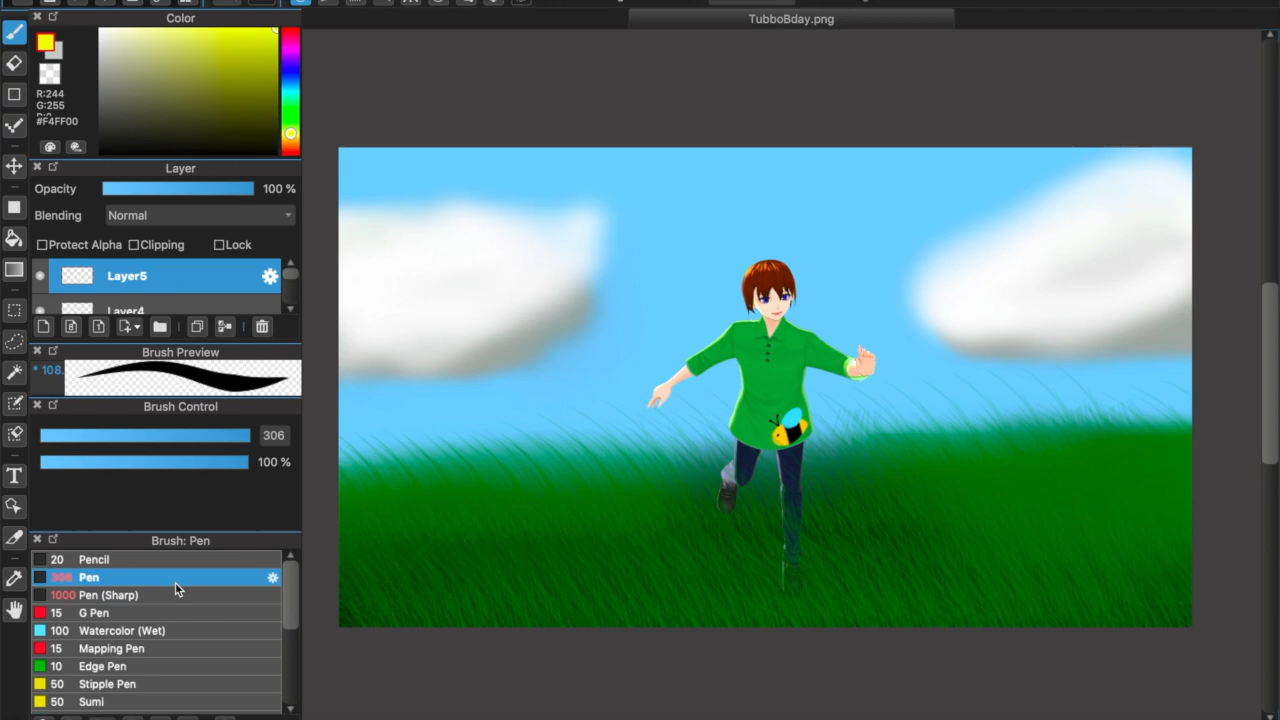 Color
TubboBday.png
R:244
G:255
#F4FF00
Layer
Opacity 100 %
Blending Normal
Protect Alpha Clipping Lock
Layer5
Layer4
Brush Preview
* 108.
Brush Control
306
100 %
Brush: Pen
20 Pencil
306 Pen
1000 Pen (Sharp)
15 G Pen
100 Watercolor (Wet)
15 Mapping Pen
10 Edge Pen
50 Stipple Pen
50 Sumi